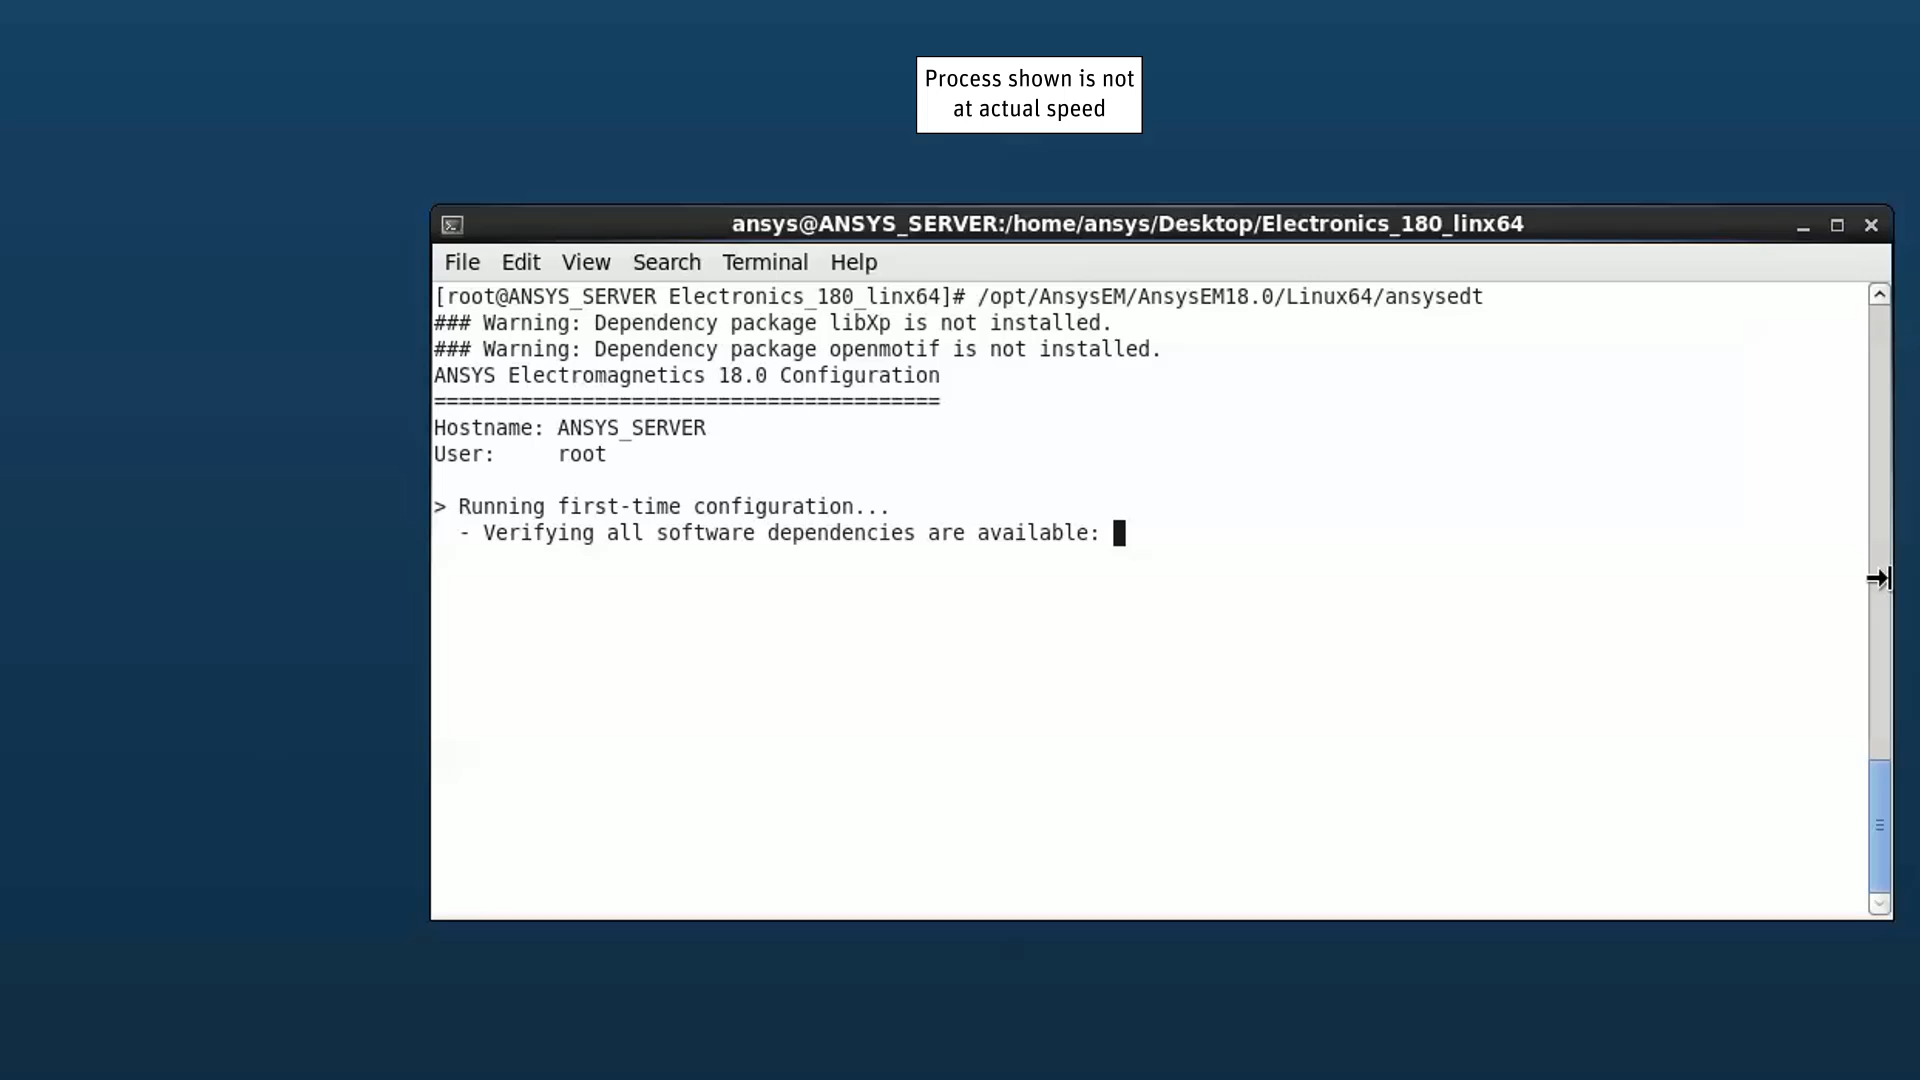 Process shown is not
at actual speed
ansys@ANSYS_SERVER:/home/ansys/Desktop/Electronics_180_linx64
File Edit View Search Terminal Help
[root@ANSYS_SERVER Electronics_180_linx64]# /opt/AnsysEM/AnsysEM18.0/Linux64/ansysedt
### Warning: Dependency package libXp is not installed.
### Warning: Dependency package openmotif is not installed.
ANSYS Electromagnetics 18.0 Configuration
=========================================
Hostname: ANSYS_SERVER
User:     root
> Running first-time configuration...
  - Verifying all software dependencies are available: